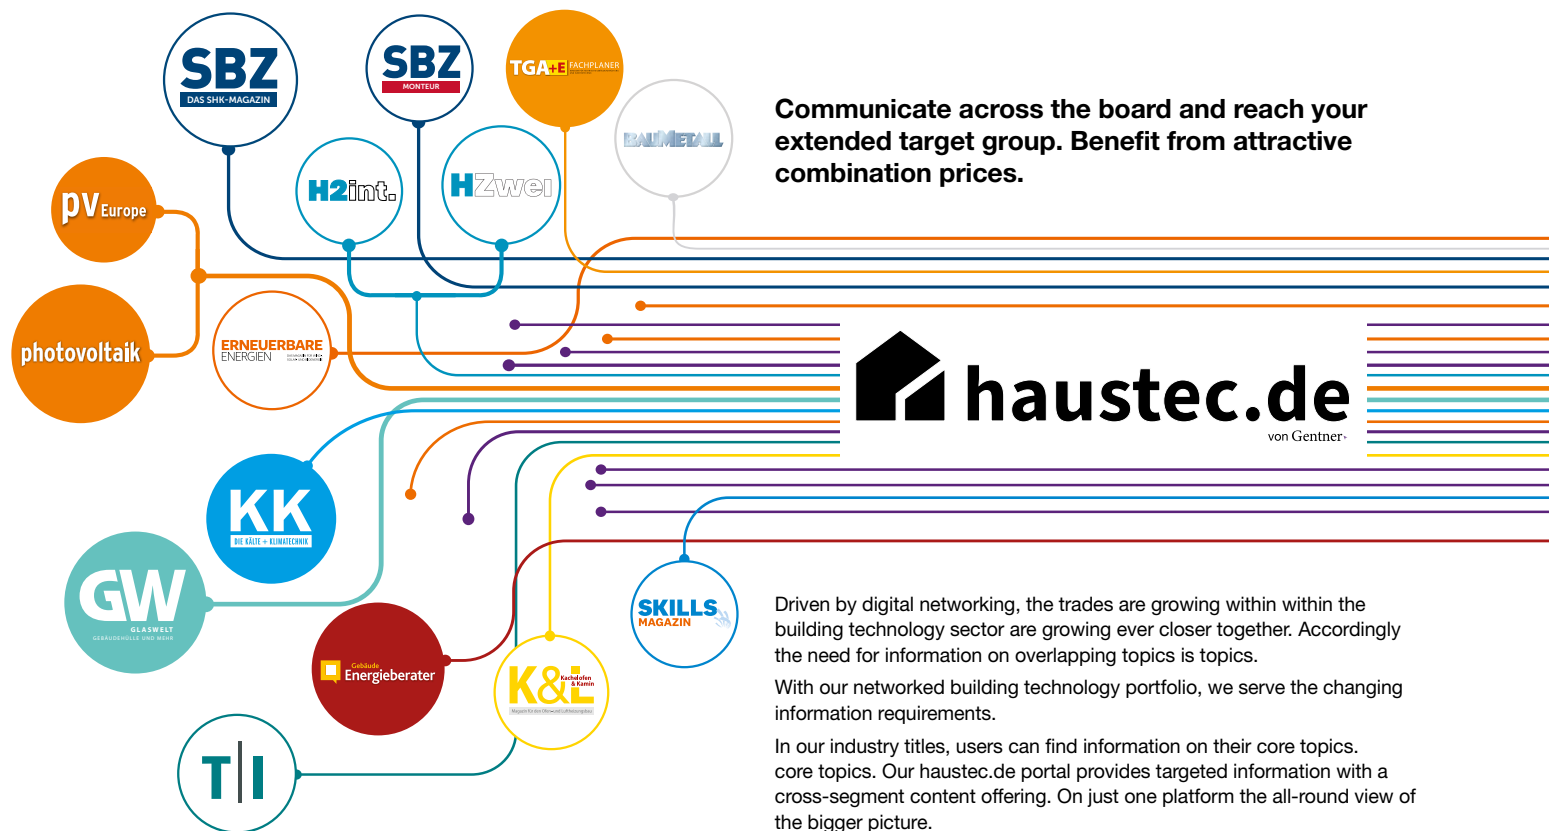 SBZ
DAS SHK-MAGAZIN
SBZ
MONTEUR
TGA+E FACHPLANER
BAUMETALL
Communicate across the board and reach your
extended target group. Benefit from attractive
combination prices.
H2int.
HZwei
pv Europe
photovoltaik
ERNEUERBARE
ENERGIEN
haustec.de
von Gentner
KK
DIE KÄLTE + KLIMATECHNIK
GW
GLASWELT
GEBÄUDEHÜLLE UND MEHR
SKILLS
MAGAZIN
Gebäude
Energieberater
K&L
Kachelofen
& Kamin
Magazin für den Ofen- und Luftheizungsbau
T|I
Driven by digital networking, the trades are growing within within the
building technology sector are growing ever closer together. Accordingly
the need for information on overlapping topics is topics.
With our networked building technology portfolio, we serve the changing
information requirements.
In our industry titles, users can find information on their core topics.
core topics. Our haustec.de portal provides targeted information with a
cross-segment content offering. On just one platform the all-round view of
the bigger picture.